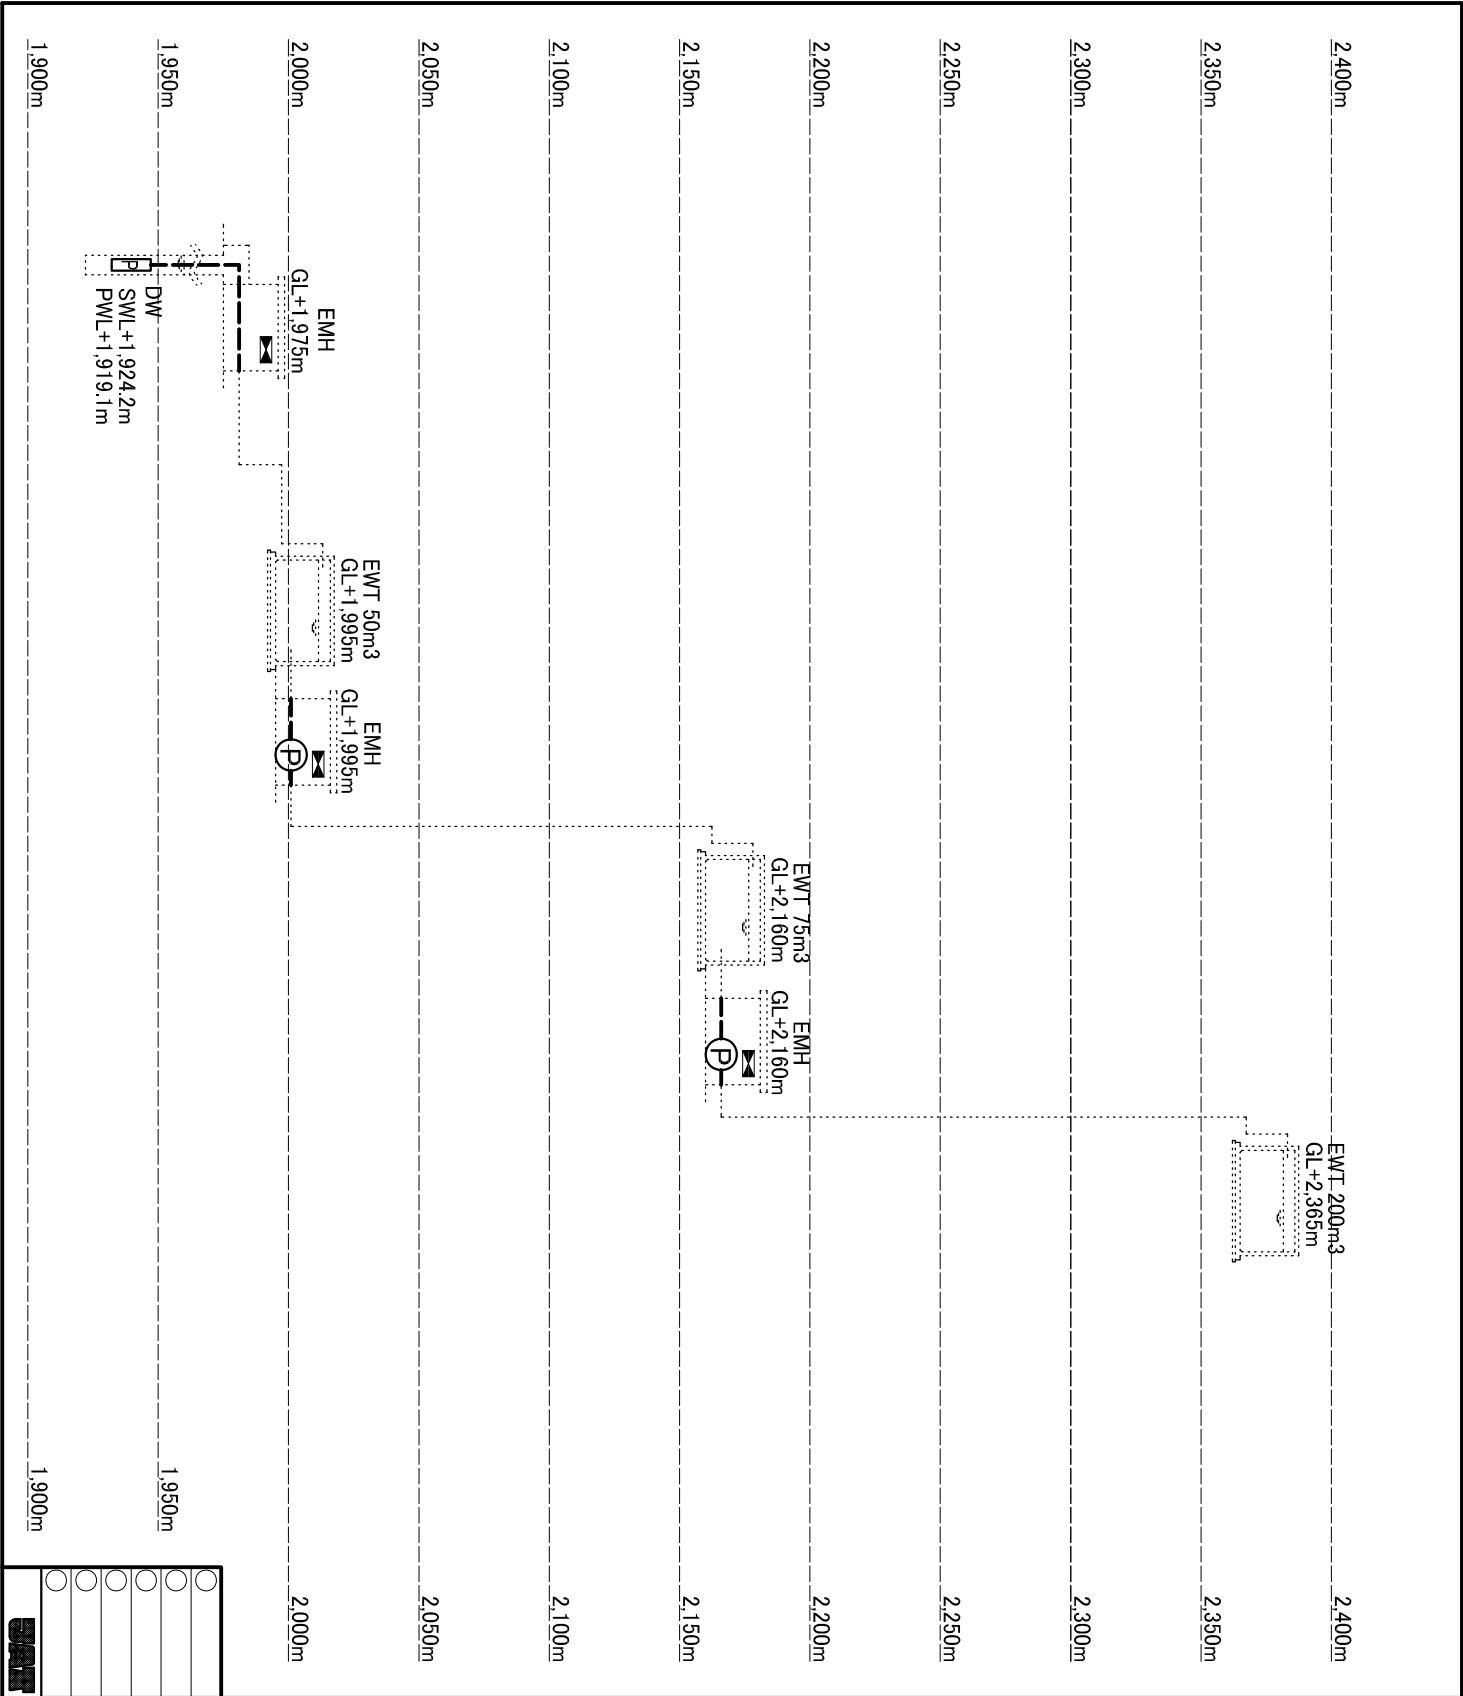 2,400m
2,400m
2,350m
2,350m
2,300m
2,300m
2,250m
2,250m
2,200m
2,200m
2,150m
2,150m
2,100m
2,100m
2,050m
2,050m
2,000m
2,000m
1,950m
1,950m
1,900m
1,900m
EMH
GL+1,975m
DW
SWL+1,924.2m
PWL+1,919.1m
P
EWT 50m3
GL+1,995m
EMH
GL+1,995m
P
EWT 75m3
GL+2,160m
EMH
GL+2,160m
P
EWT 200m3
GL+2,365m